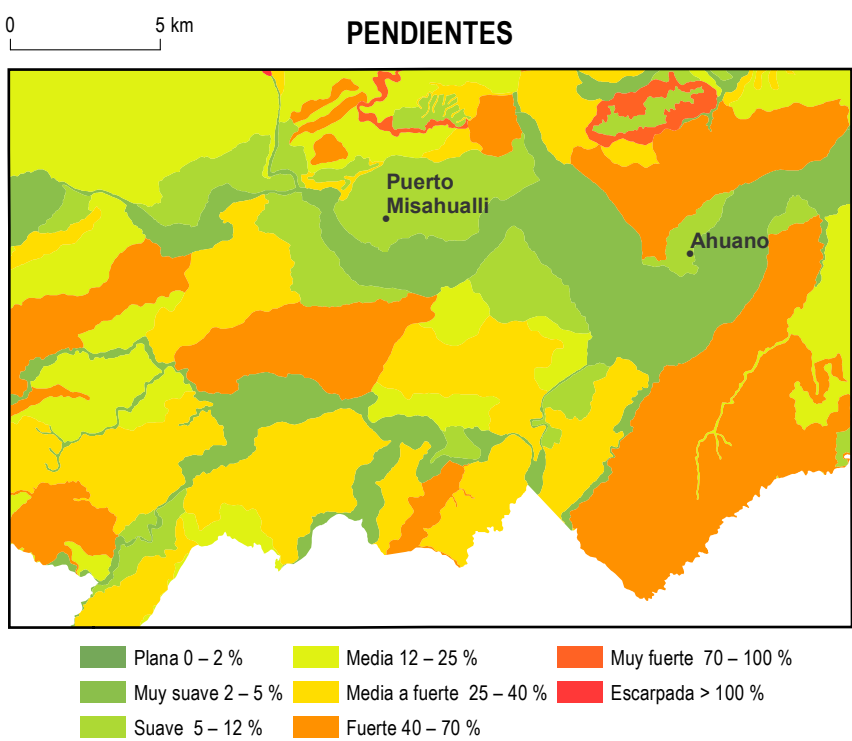 0 5 km
PENDIENTES
Puerto
Misahualli
Ahuano
Plana 0 – 2 %
Muy suave 2 – 5 %
Suave 5 – 12 %
Media 12 – 25 %
Media a fuerte 25 – 40 %
Fuerte 40 – 70 %
Muy fuerte 70 – 100 %
Escarpada > 100 %